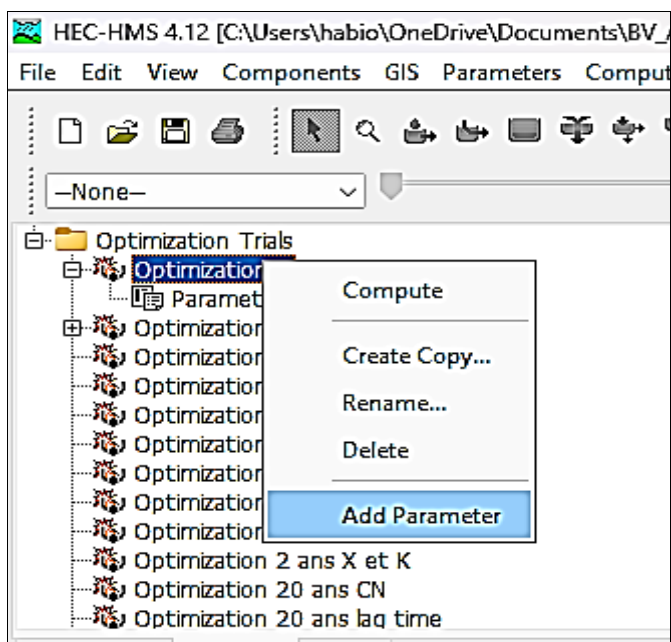 HEC-HMS 4.12 [C:\Users\habio\OneDrive\Documents\BV_
File Edit View Components GIS Parameters Comput
--None--
Optimization Trials
Optimization
Paramet
Optimization
Optimization
Optimization
Optimization
Optimization
Optimization
Optimization
Optimization
Optimization 2 ans X et K
Optimization 20 ans CN
Optimization 20 ans lag time
Compute
Create Copy...
Rename...
Delete
Add Parameter